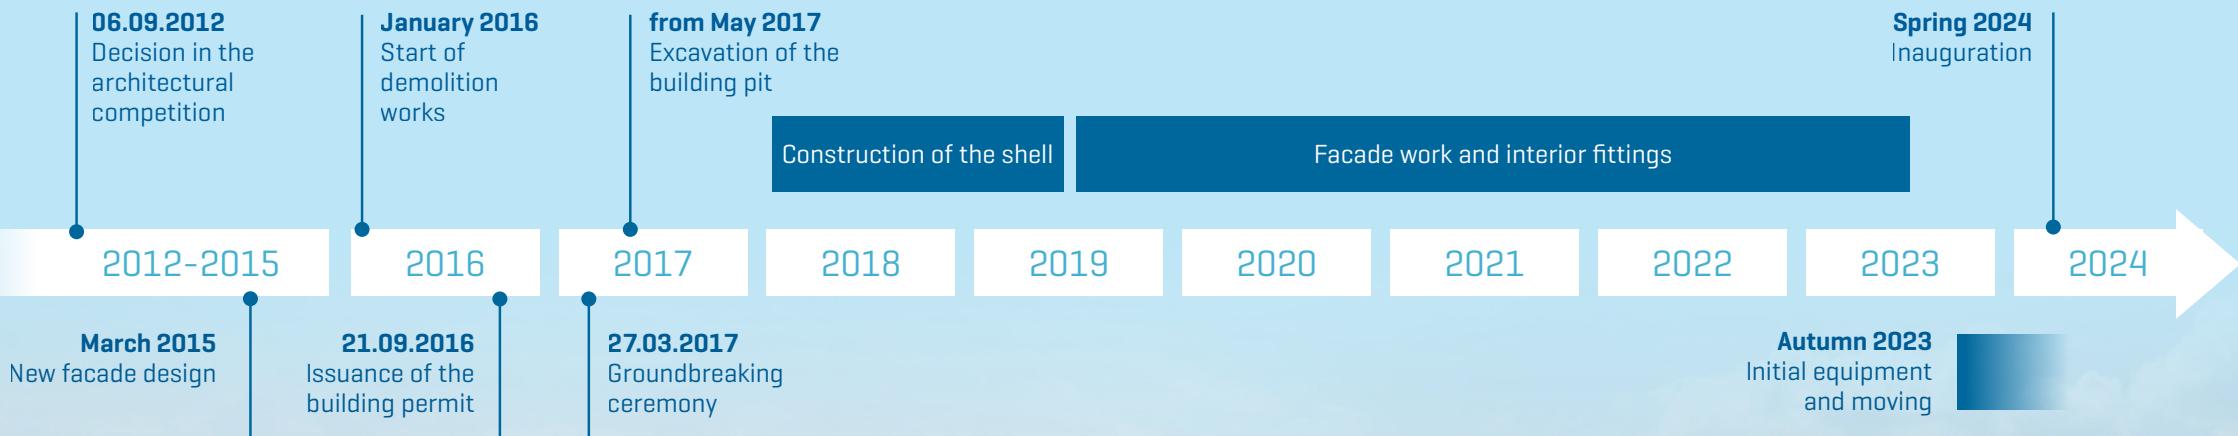 06.09.2012
Decision in the
architectural
competition
January 2016
Start of
demolition
works
from May 2017
Excavation of the
building pit
Spring 2024
Inauguration
Construction of the shell
Facade work and interior fittings
2012-2015
2016
2017
2018
2019
2020
2021
2022
2023
2024
March 2015
New facade design
21.09.2016
Issuance of the
building permit
27.03.2017
Groundbreaking
ceremony
Autumn 2023
Initial equipment
and moving